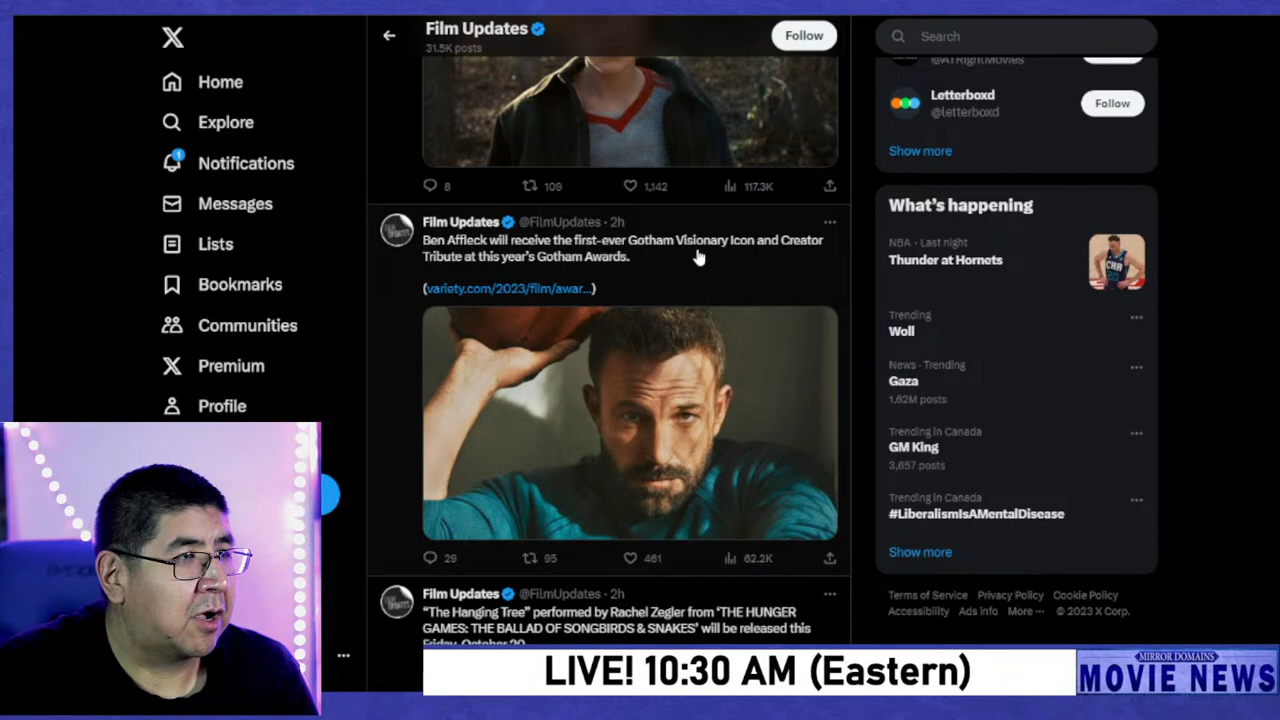 Home
Explore
1
Notifications
Messages
Lists
Bookmarks
Communities
Premium
Profile
Film Updates
31.5K posts
Follow
8
109
1,142
117.3K
Film Updates @FilmUpdates · 2h
Ben Affleck will receive the first-ever Gotham Visionary Icon and Creator
Tribute at this year's Gotham Awards.
(variety.com/2023/film/awar...)
29
95
461
62.2K
Film Updates @FilmUpdates · 2h
"The Hanging Tree" performed by Rachel Zegler from 'THE HUNGER
GAMES: THE BALLAD OF SONGBIRDS & SNAKES' will be released this
Friday, October 20
Search
@ATRightMovies
Letterboxd
@letterboxd
Follow
Show more
What's happening
NBA · Last night
Thunder at Hornets
Trending
Woll
News · Trending
Gaza
1.62M posts
Trending in Canada
GM King
3,657 posts
Trending in Canada
#LiberalismIsAMentalDisease
Show more
Terms of Service Privacy Policy Cookie Policy
Accessibility Ads info More ··· © 2023 X Corp.
LIVE! 10:30 AM (Eastern)
MIRROR DOMAINS
MOVIE NEWS